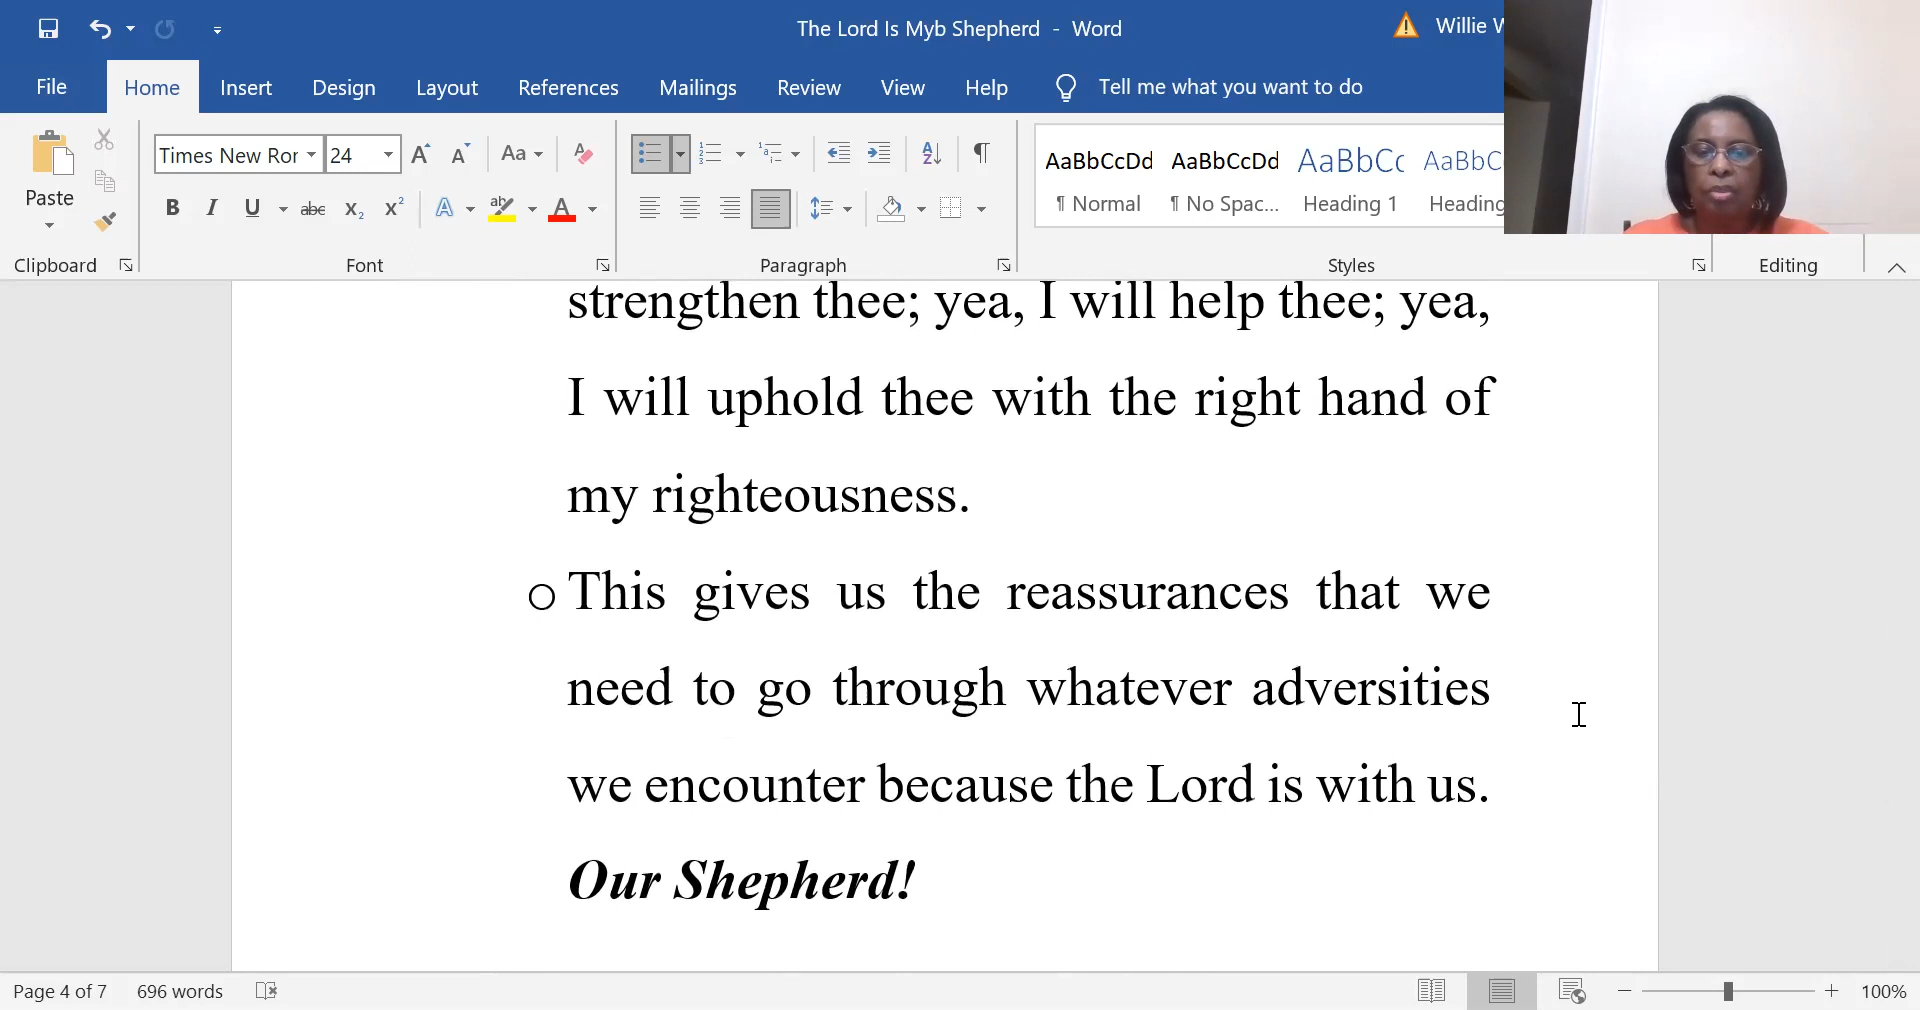 The Lord Is Myb Shepherd - Word
Willie W
File Home Insert Design Layout References Mailings Review View Help Tell me what you want to do
Paste
Times New Ror 24
Aa
B I U abc X₂ X²
AaBbCcDd AaBbCcDd AaBbCc AaBbC
¶ Normal ¶ No Spac... Heading 1 Heading
Clipboard Font Paragraph Styles Editing
strengthen thee; yea, I will help thee; yea,
I will uphold thee with the right hand of
my righteousness.
o This gives us the reassurances that we
need to go through whatever adversities
we encounter because the Lord is with us.
Our Shepherd!
Page 4 of 7 696 words 100%